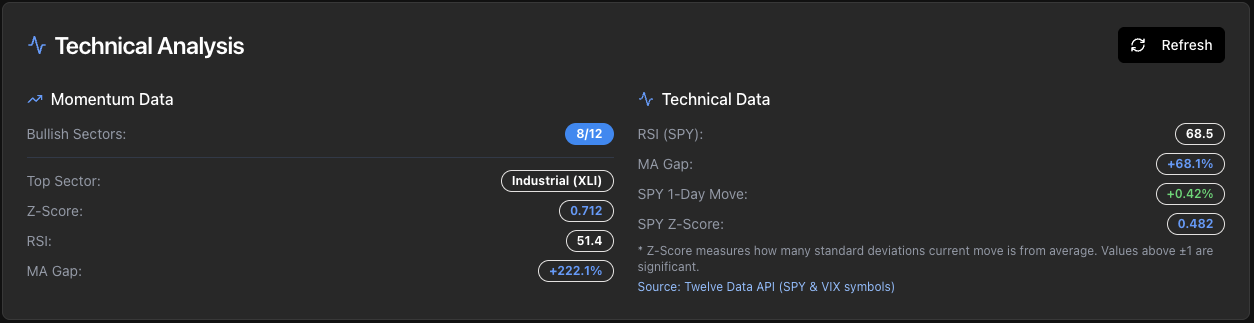 Technical Analysis
Refresh
Momentum Data
Bullish Sectors: 8/12
Top Sector: Industrial (XLI)
Z-Score: 0.712
RSI: 51.4
MA Gap: +222.1%
Technical Data
RSI (SPY): 68.5
MA Gap: +68.1%
SPY 1-Day Move: +0.42%
SPY Z-Score: 0.482
* Z-Score measures how many standard deviations current move is from average. Values above ±1 are
significant.
Source: Twelve Data API (SPY & VIX symbols)